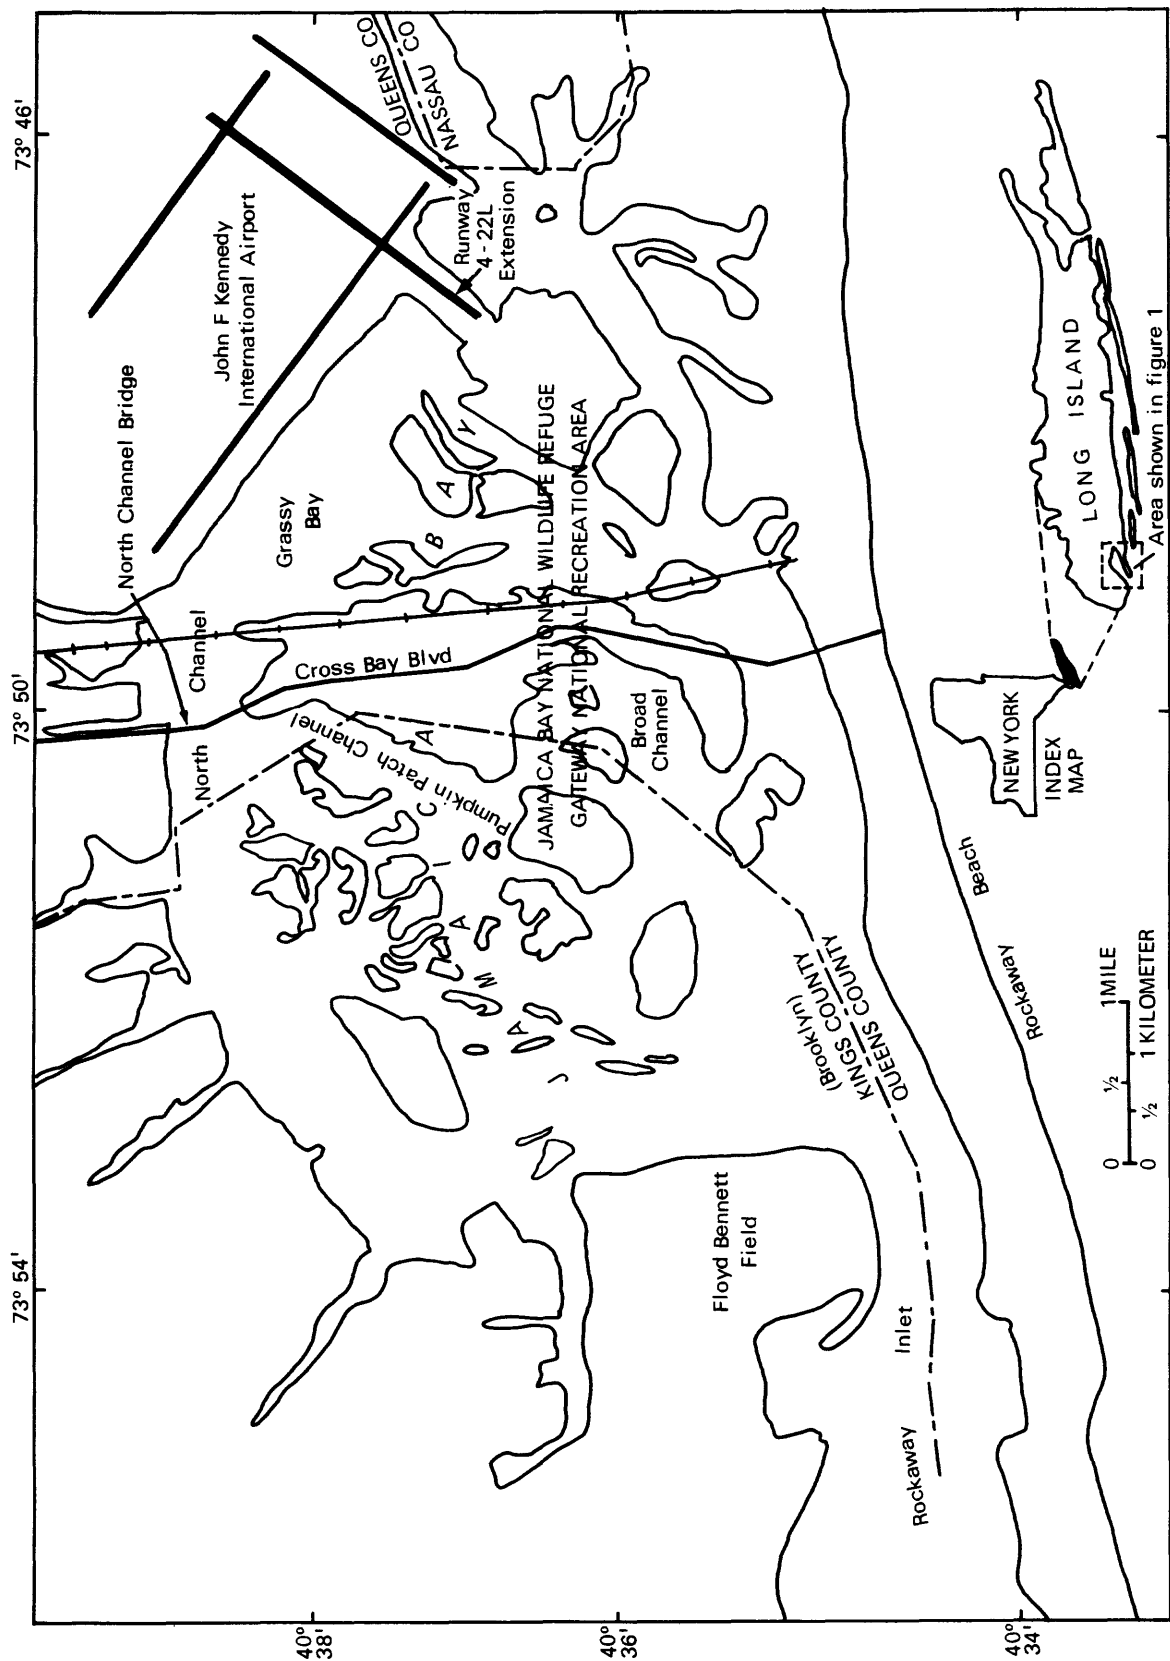 73° 54'
73° 50'
73° 46'
40° 38'
40° 36'
40° 34'
North Channel Bridge
John F Kennedy
International Airport
QUEENS CO
NASSAU CO
Runway
4-22L
Extension
Grassy
Bay
North Channel
Cross Bay Blvd
Pumpkin Patch Channel
JAMAICA BAY
JAMAICA BAY NATIONAL WILDLIFE REFUGE
GATEWAY NATIONAL RECREATION AREA
Broad
Channel
Floyd Bennett
Field
(Brooklyn)
KINGS COUNTY
QUEENS COUNTY
Rockaway Inlet
Rockaway Beach
0 ½ 1 MILE
0 ½ 1 KILOMETER
NEW YORK
INDEX
MAP
LONG ISLAND
Area shown in figure 1